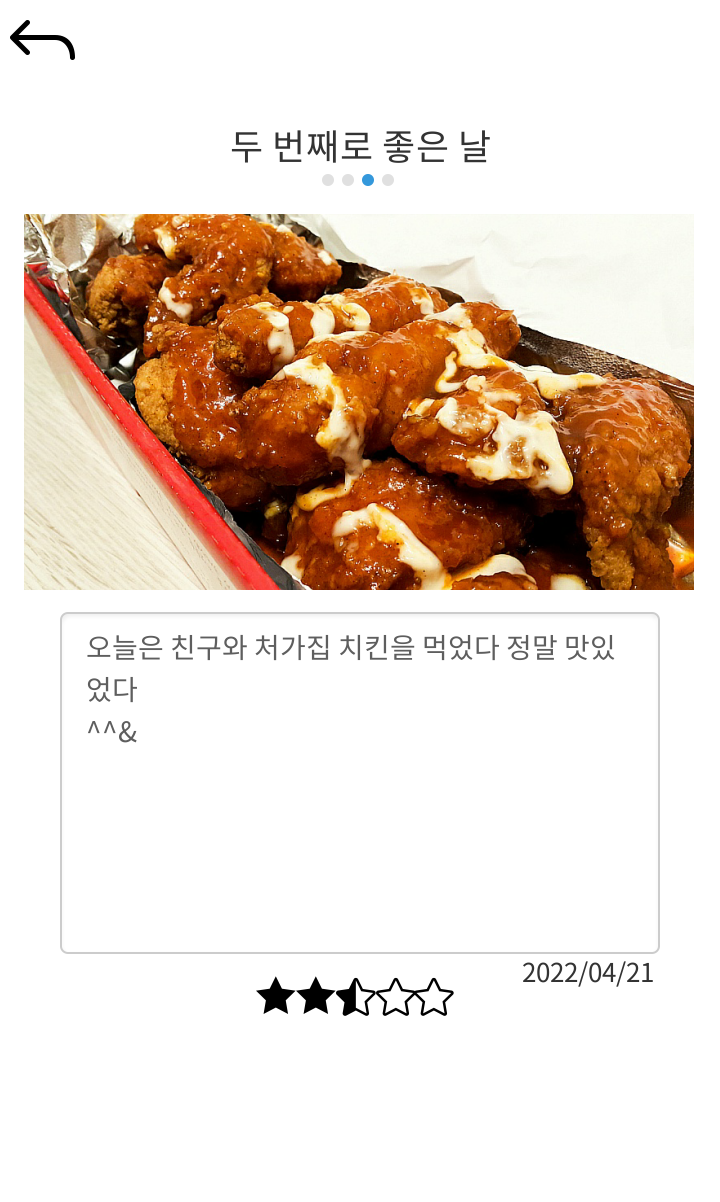 두 번째로 좋은 날
오늘은 친구와 처가집 치킨을 먹었다 정말 맛있
었다
^^&
2022/04/21